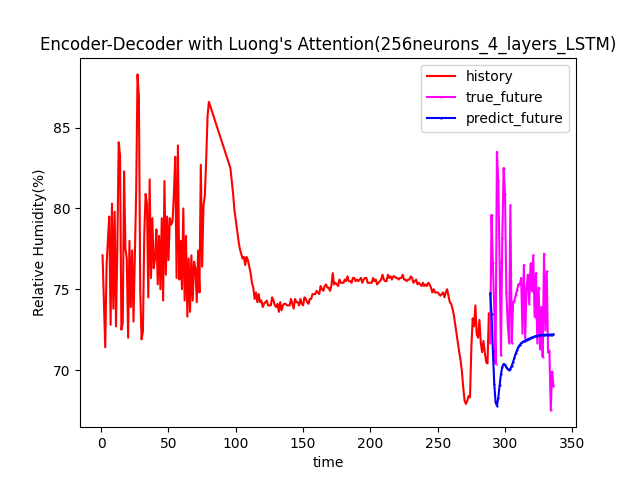 Encoder-Decoder with Luong's Attention(256neurons_4_layers_LSTM)
history
true_future
predict_future
85
80
75
70
Relative Humidity(%)
0 50 100 150 200 250 300 350
time